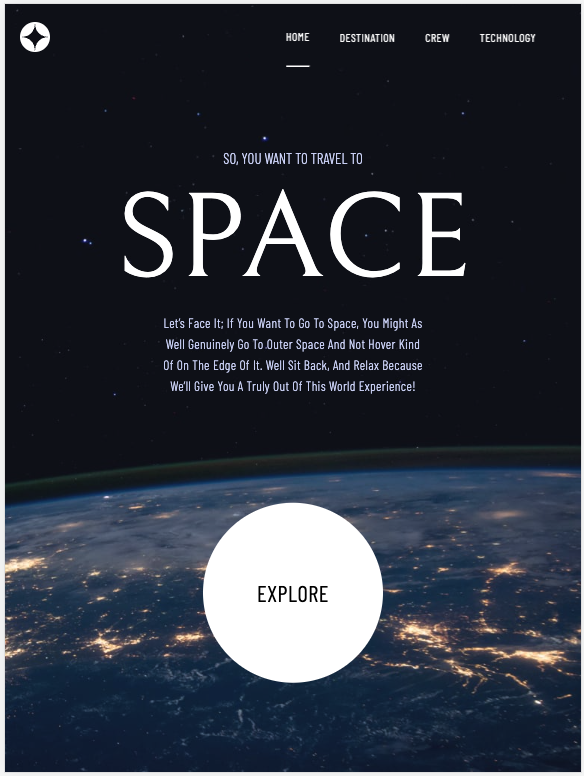 HOME DESTINATION CREW TECHNOLOGY
SO, YOU WANT TO TRAVEL TO
SPACE
Let's Face It; If You Want To Go To Space, You Might As
Well Genuinely Go To Outer Space And Not Hover Kind
Of On The Edge Of It. Well Sit Back, And Relax Because
We'll Give You A Truly Out Of This World Experience!
EXPLORE